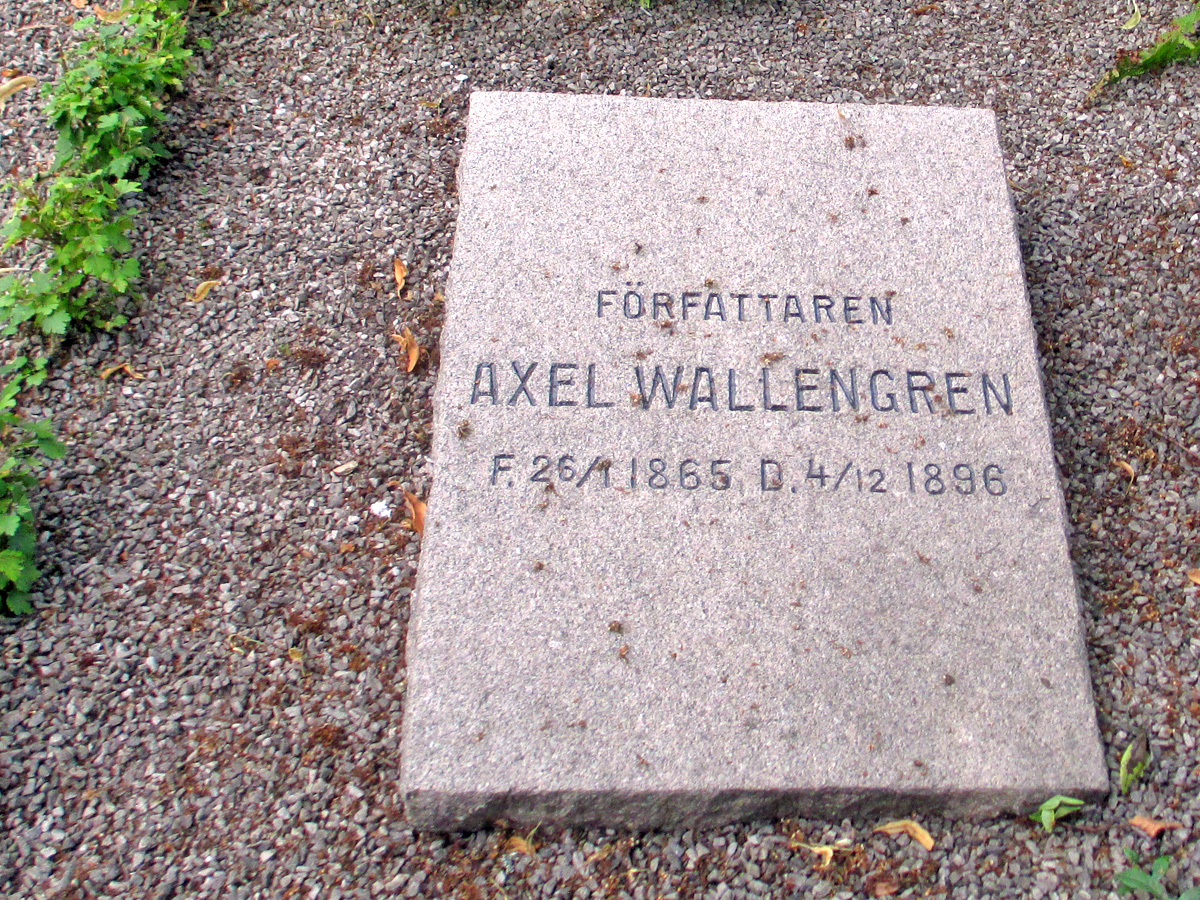 FÖRFATTAREN
AXEL WALLENGREN
F. 26/1 1865 D. 4/12 1896